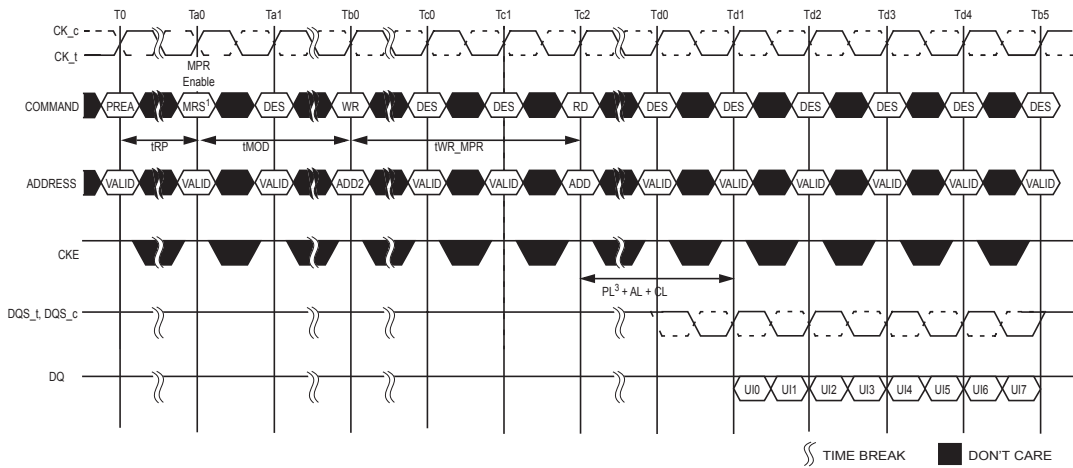 T0 Ta0 Ta1 Tb0 Tc0 Tc1 Tc2 Td0 Td1 Td2 Td3 Td4 Tb5
CK_c
CK_t
MPR
Enable
COMMAND PREA MRS1 DES WR DES DES RD DES DES DES DES DES DES
tRP tMOD tWR_MPR
ADDRESS VALID VALID VALID ADD2 VALID VALID ADD VALID VALID VALID VALID VALID VALID
CKE
PL3 + AL + CL
DQS_t, DQS_c
DQ UI0 UI1 UI2 UI3 UI4 UI5 UI6 UI7
TIME BREAK DON'T CARE